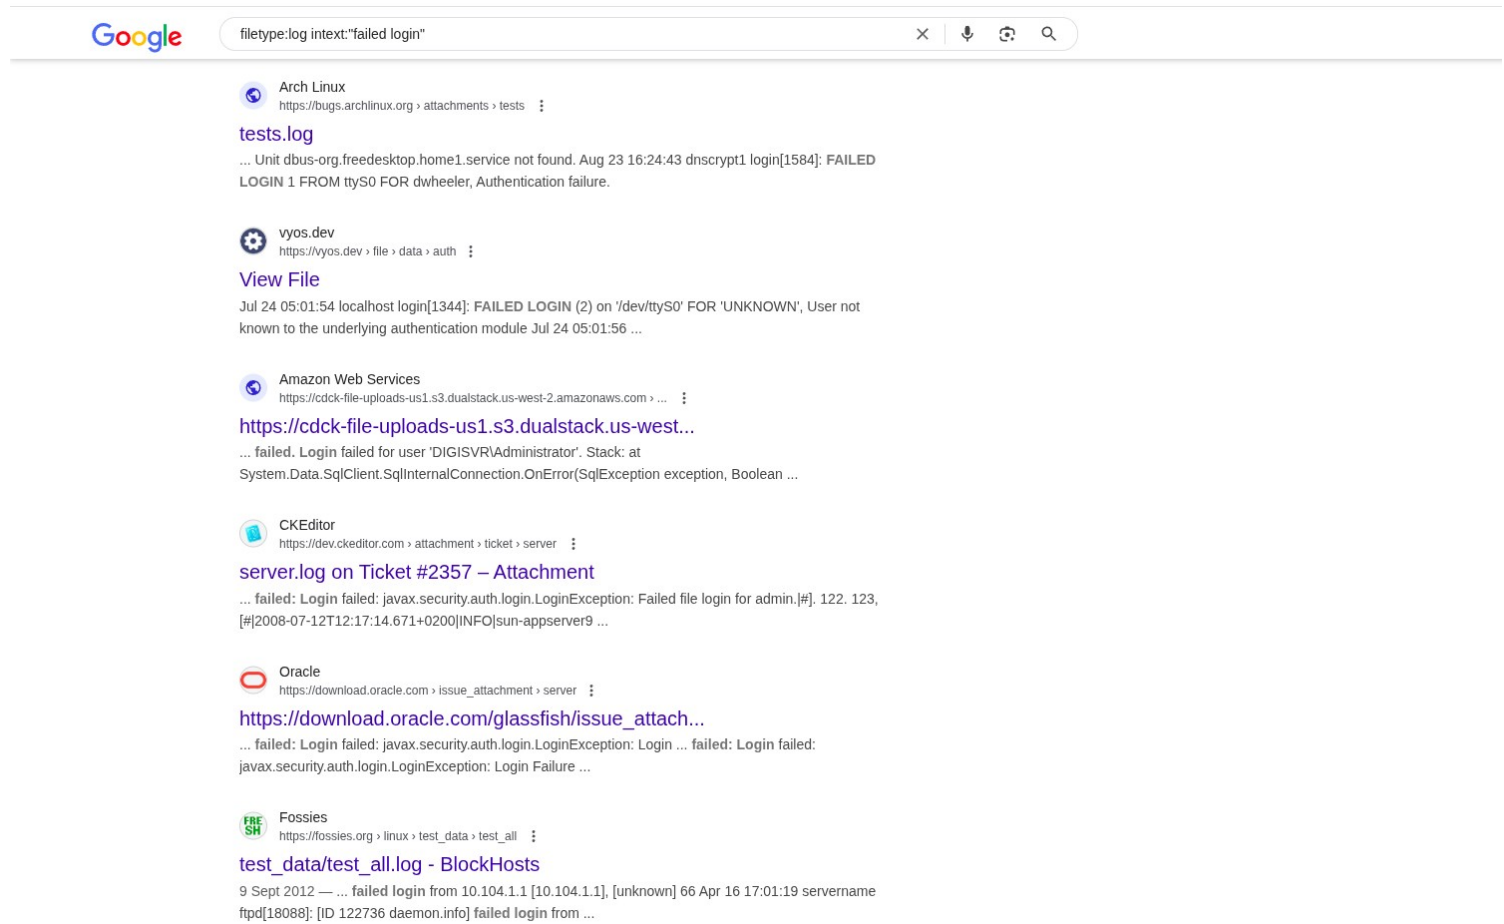 Google
filetype:log intext:"failed login"
Arch Linux
https://bugs.archlinux.org › attachments › tests
tests.log
... Unit dbus-org.freedesktop.home1.service not found. Aug 23 16:24:43 dnscrypt1 login[1584]: FAILED
LOGIN 1 FROM ttyS0 FOR dwheeler, Authentication failure.
vyos.dev
https://vyos.dev › file › data › auth
View File
Jul 24 05:01:54 localhost login[1344]: FAILED LOGIN (2) on '/dev/ttyS0' FOR 'UNKNOWN', User not
known to the underlying authentication module Jul 24 05:01:56 ...
Amazon Web Services
https://cdck-file-uploads-us1.s3.dualstack.us-west-2.amazonaws.com › ...
https://cdck-file-uploads-us1.s3.dualstack.us-west...
... failed. Login failed for user 'DIGISVR\Administrator'. Stack: at
System.Data.SqlClient.SqlInternalConnection.OnError(SqlException exception, Boolean ...
CKEditor
https://dev.ckeditor.com › attachment › ticket › server
server.log on Ticket #2357 – Attachment
... failed: Login failed: javax.security.auth.login.LoginException: Failed file login for admin.|#]. 122. 123,
[#|2008-07-12T12:17:14.671+0200|INFO|sun-appserver9 ...
Oracle
https://download.oracle.com › issue_attachment › server
https://download.oracle.com/glassfish/issue_attach...
... failed: Login failed: javax.security.auth.login.LoginException: Login ... failed: Login failed:
javax.security.auth.login.LoginException: Login Failure ...
FRE
SH
Fossies
https://fossies.org › linux › test_data › test_all
test_data/test_all.log - BlockHosts
9 Sept 2012 — ... failed login from 10.104.1.1 [10.104.1.1], [unknown] 66 Apr 16 17:01:19 servername
ftpd[18088]: [ID 122736 daemon.info] failed login from ...